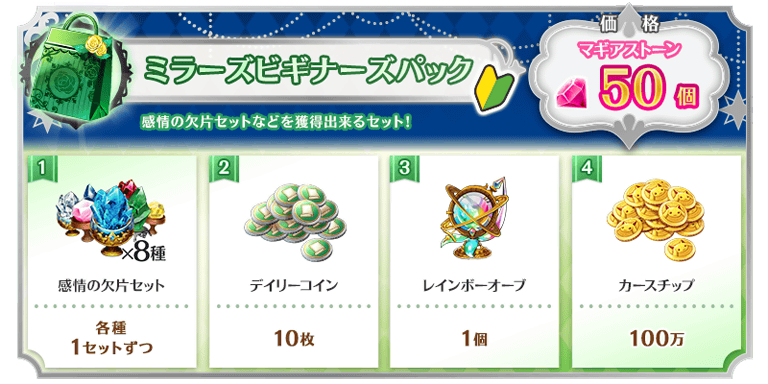 ミラーズビギナーズパック
感情の欠片セットなどを獲得出来るセット！
価格
マギアストーン
50個
1
×8種
感情の欠片セット
各種
1セットずつ
2
デイリーコイン
10枚
3
レインボーオーブ
1個
4
カースチップ
100万